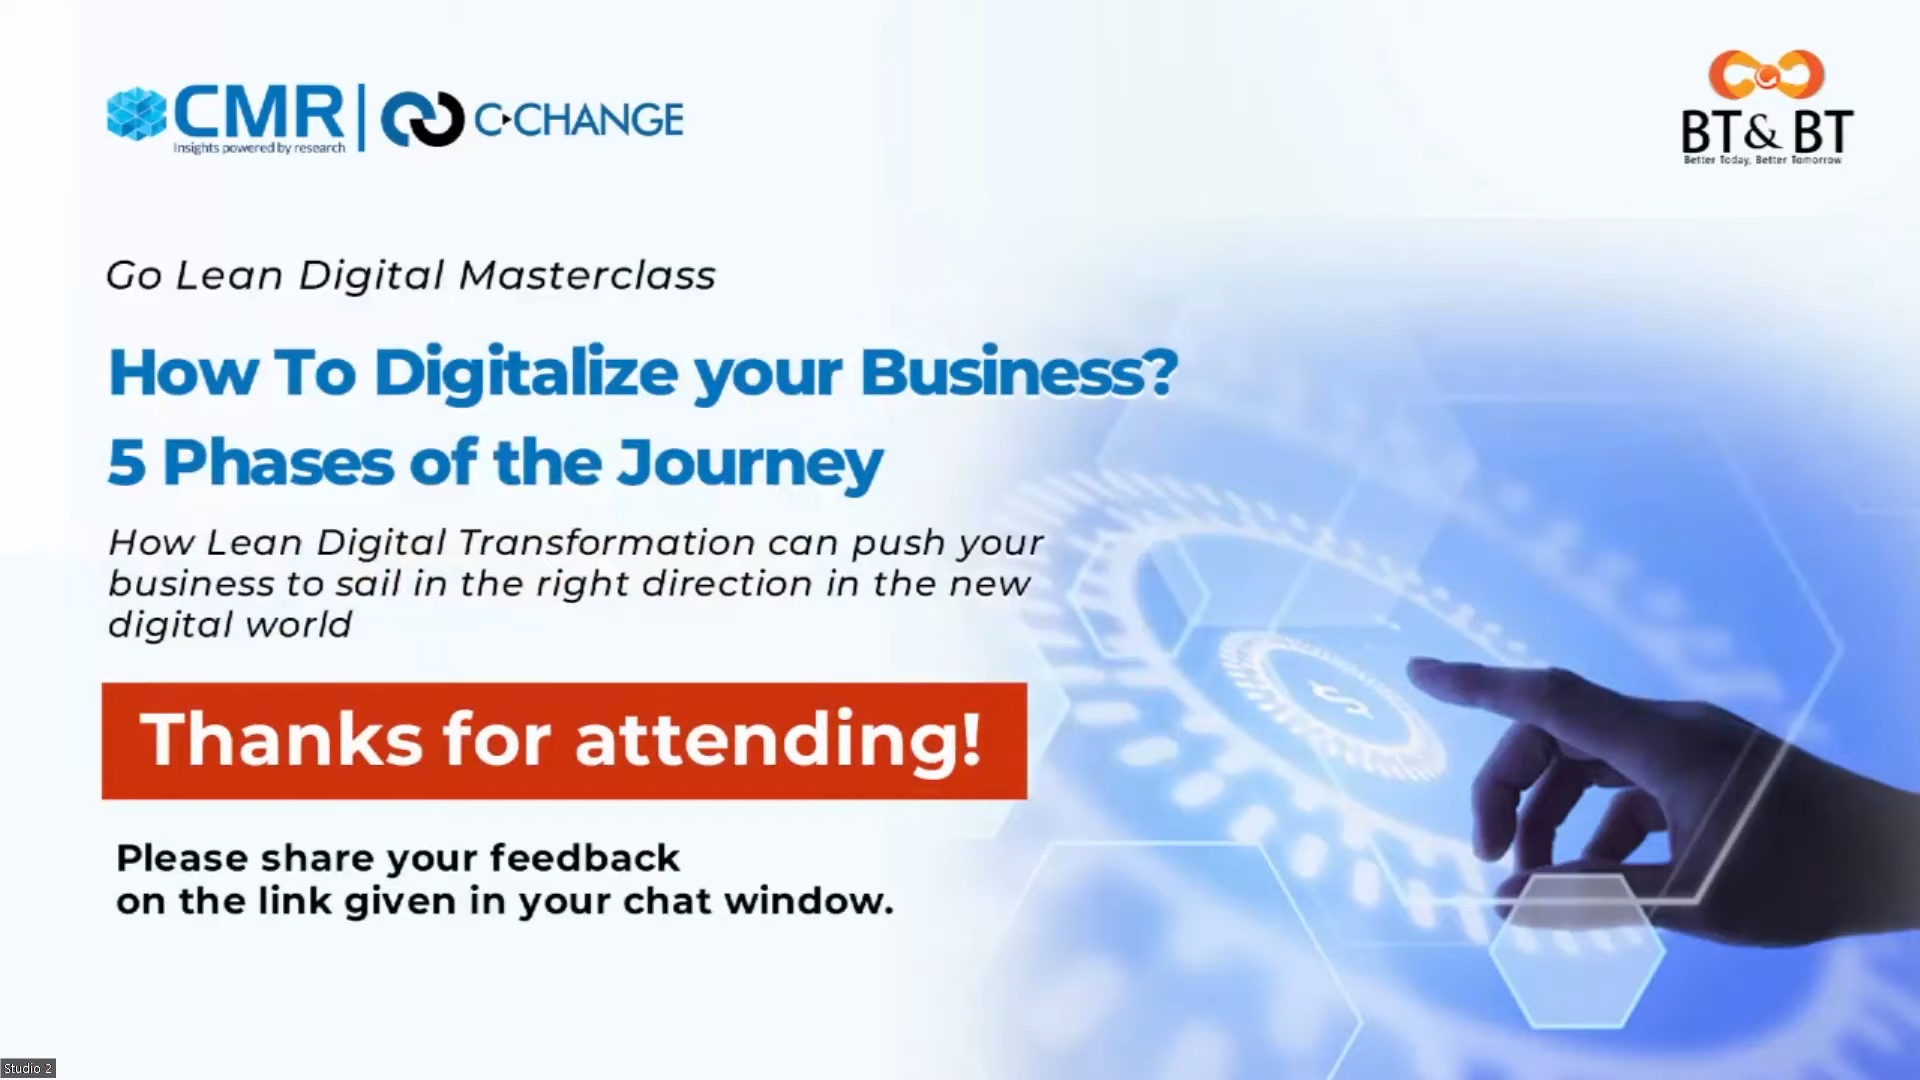 CMR
Insights powered by research
C CHANGE
BT & BT
Better Today, Better Tomorrow
Go Lean Digital Masterclass
How To Digitalize your Business?
5 Phases of the Journey
How Lean Digital Transformation can push your
business to sail in the right direction in the new
digital world
Thanks for attending!
Please share your feedback
on the link given in your chat window.
Studio 2